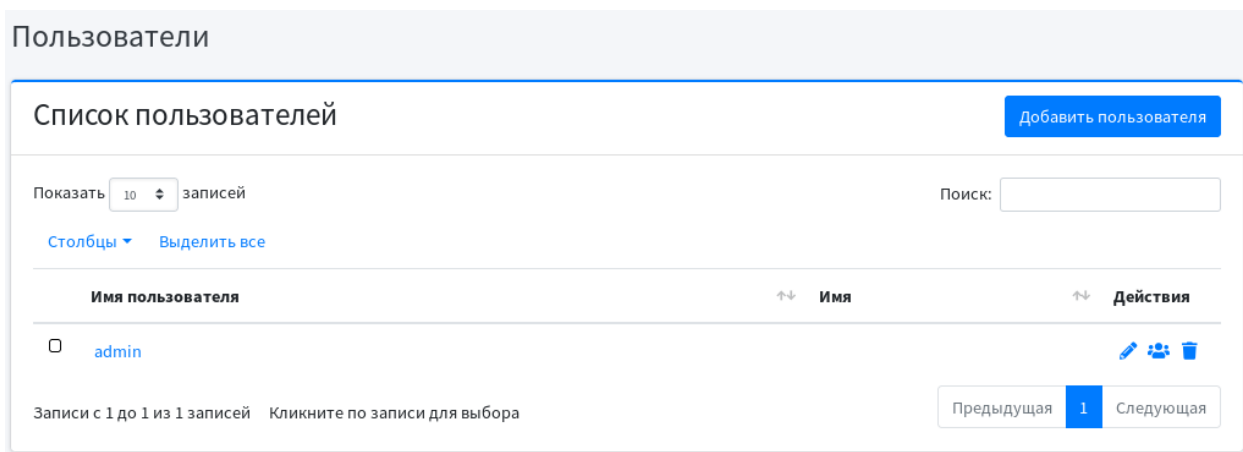 Пользователи
Список пользователей
Добавить пользователя
Показать 10 записей
Поиск:
Столбцы Выделить все
Имя пользователя Имя Действия
admin
Записи с 1 до 1 из 1 записей Кликните по записи для выбора
Предыдущая 1 Следующая